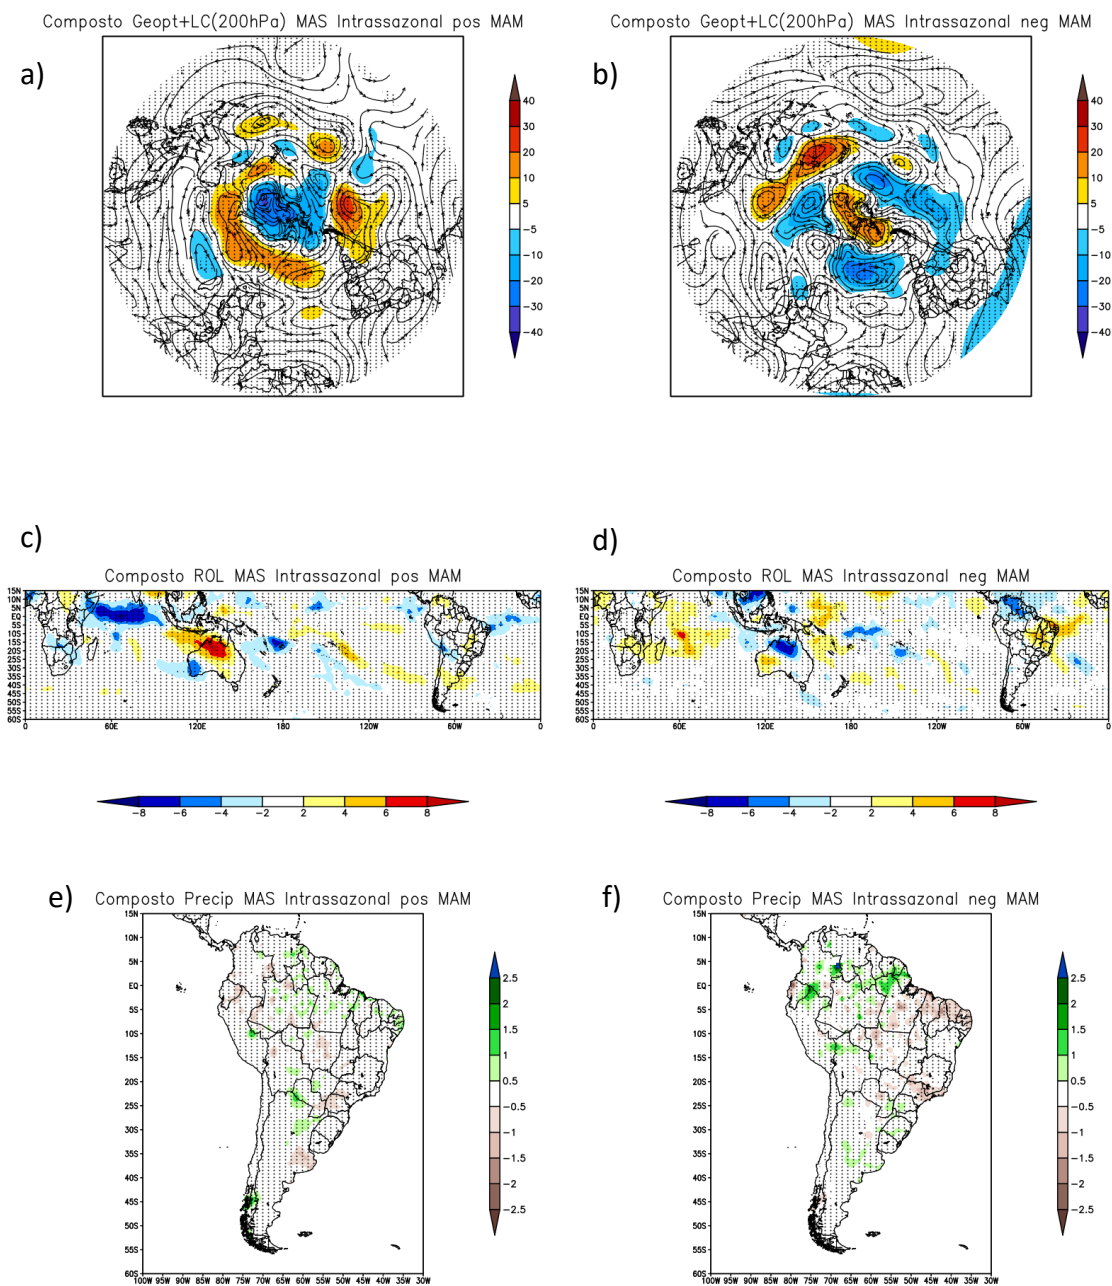 Composto Geopt+LC(200hPa) MAS Intrassazonal pos MAM
Composto Geopt+LC(200hPa) MAS Intrassazonal neg MAM
a)
b)
40
30
20
10
5
-5
-10
-20
-30
-40
40
30
20
10
5
-5
-10
-20
-30
-40
c)
d)
Composto ROL MAS Intrassazonal pos MAM
Composto ROL MAS Intrassazonal neg MAM
15N
10N
5N
EQ
5S
10S
15S
20S
25S
30S
35S
40S
45S
50S
55S
60S
0 60E 120E 180 120W 60W 0
15N
10N
5N
EQ
5S
10S
15S
20S
25S
30S
35S
40S
45S
50S
55S
60S
0 60E 120E 180 120W 60W 0
-8 -6 -4 -2 2 4 6 8
-8 -6 -4 -2 2 4 6 8
e)
f)
Composto Precip MAS Intrassazonal pos MAM
Composto Precip MAS Intrassazonal neg MAM
15N
10N
5N
EQ
5S
10S
15S
20S
25S
30S
35S
40S
45S
50S
55S
60S
100W 95W 90W 85W 80W 75W 70W 65W 60W 55W 50W 45W 40W 35W 30W
2.5
2
1.5
1
0.5
-0.5
-1
-1.5
-2
-2.5
15N
10N
5N
EQ
5S
10S
15S
20S
25S
30S
35S
40S
45S
50S
55S
60S
100W 95W 90W 85W 80W 75W 70W 65W 60W 55W 50W 45W 40W 35W 30W
2.5
2
1.5
1
0.5
-0.5
-1
-1.5
-2
-2.5